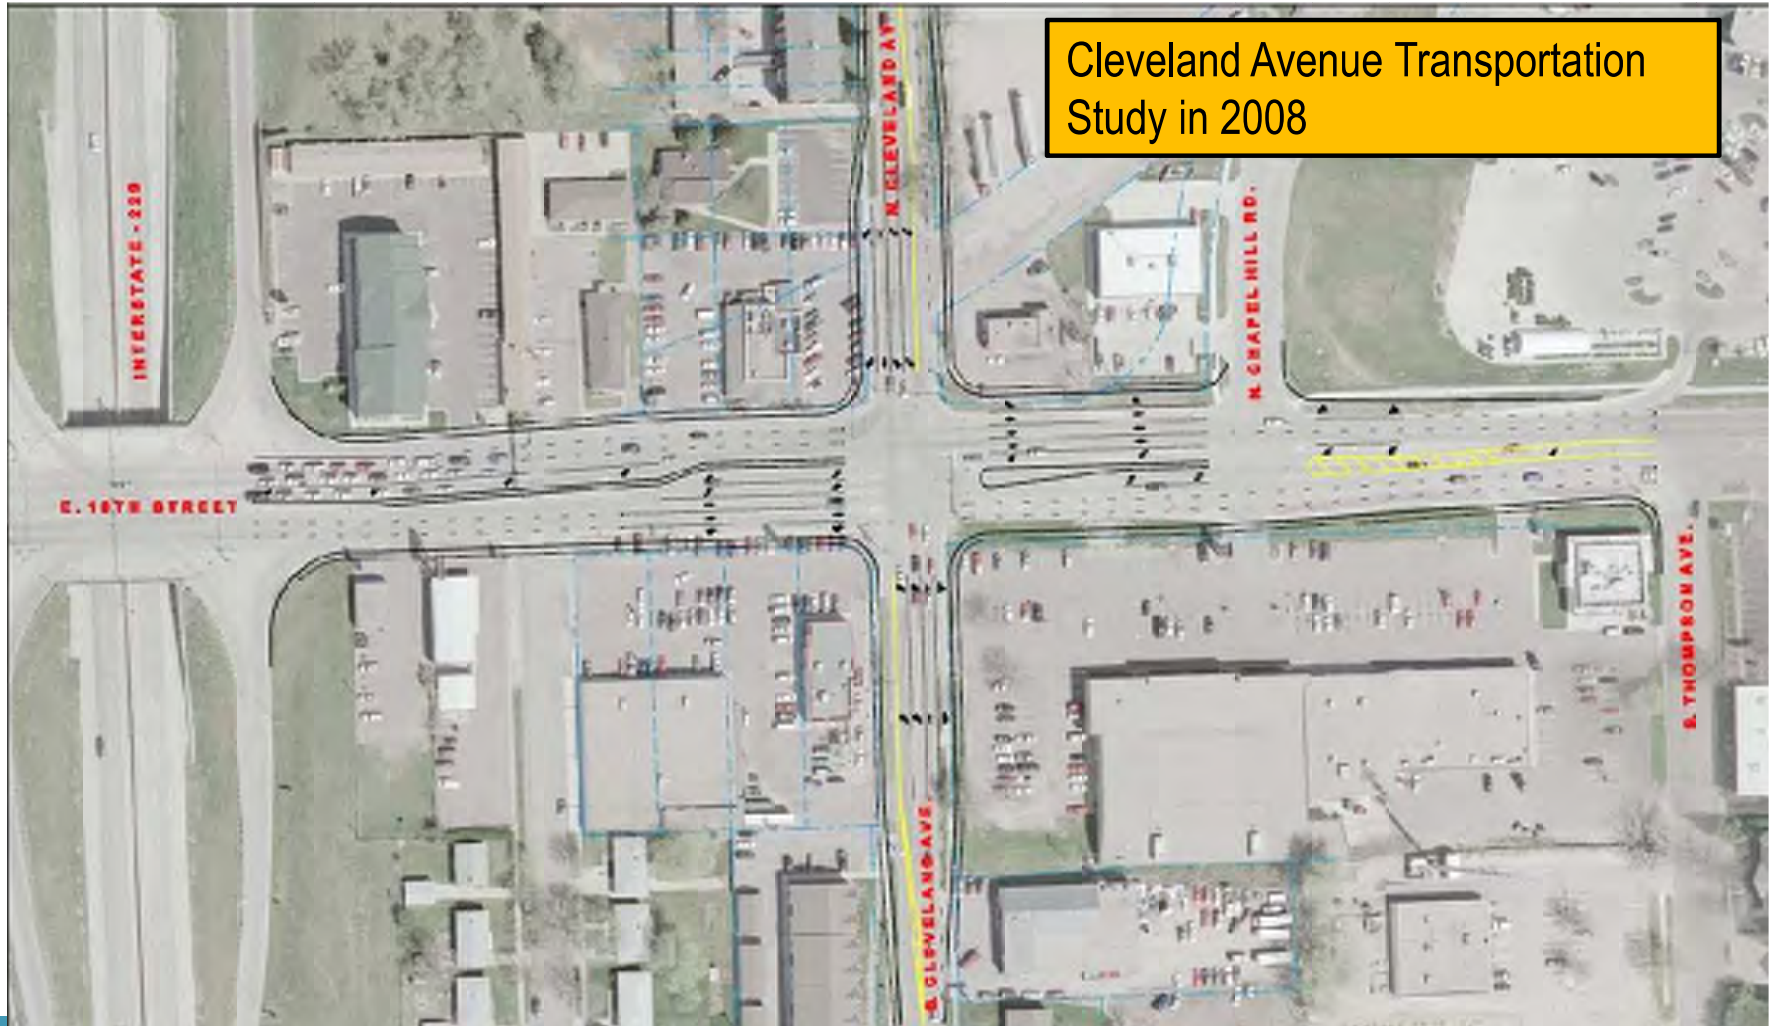 Cleveland Avenue Transportation
Study in 2008
N. CLEVELAND AV
INTERSTATE - 229
N. CHAPEL HILL RD.
E. 10TH STREET
S. THOMPSON AVE.
S. CLEVELAND AVE.